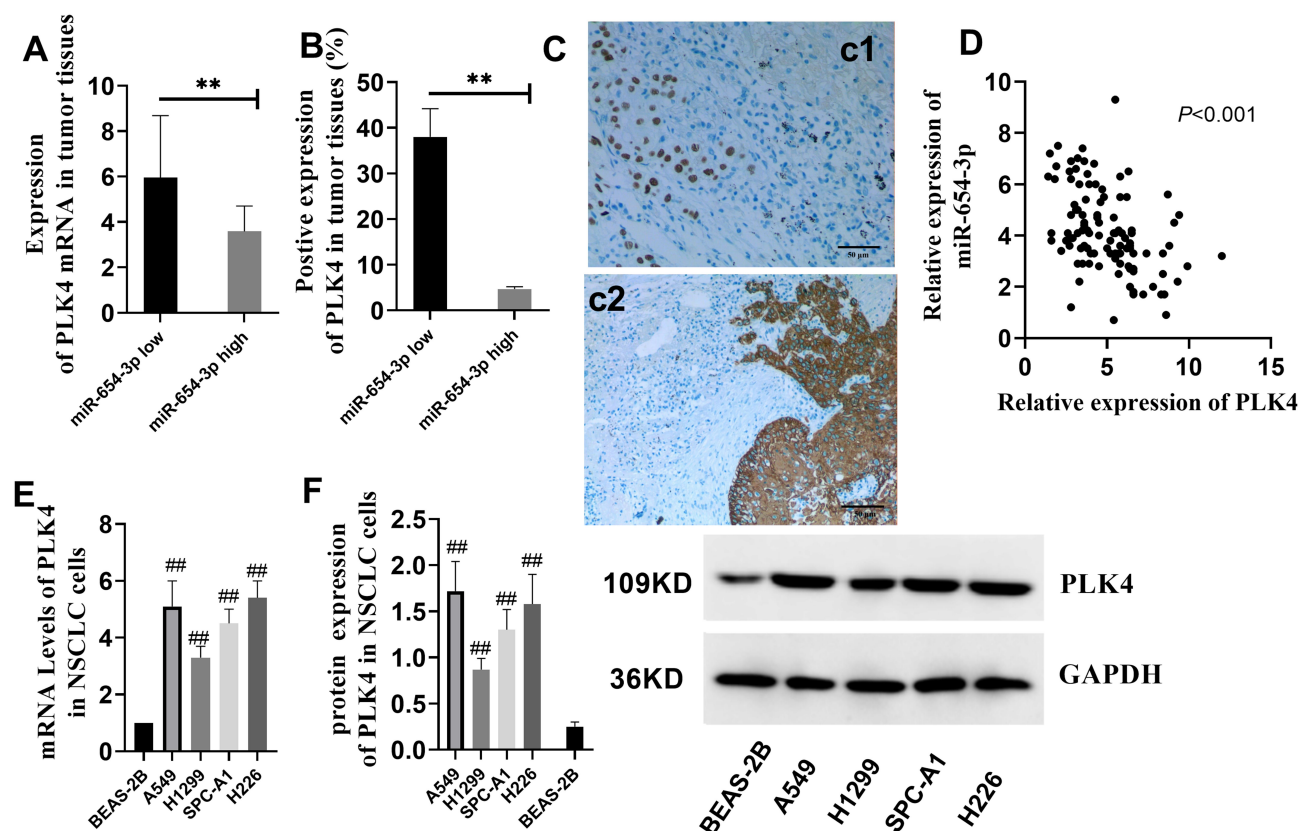 A
Expression
of PLK4 mRNA in tumor tissues
10
8
6
4
2
0
**
miR-654-3p low
miR-654-3p high
B
Postive expression
of PLK4 in tumor tissues (%)
50
40
30
20
10
0
**
miR-654-3p low
miR-654-3p high
C
c1
50 μm
c2
50 μm
D
Relative expression of
miR-654-3p
10
8
6
4
2
0
P<0.001
0
5
10
15
Relative expression of PLK4
E
mRNA Levels of PLK4
in NSCLC cells
8
6
4
2
0
##
##
##
##
BEAS-2B
A549
H1299
SPC-A1
H226
F
protein expression
of PLK4 in NSCLC cells
2.5
2.0
1.5
1.0
0.5
0.0
##
##
##
##
A549
H1299
SPC-A1
H226
BEAS-2B
109KD
PLK4
36KD
GAPDH
BEAS-2B
A549
H1299
SPC-A1
H226